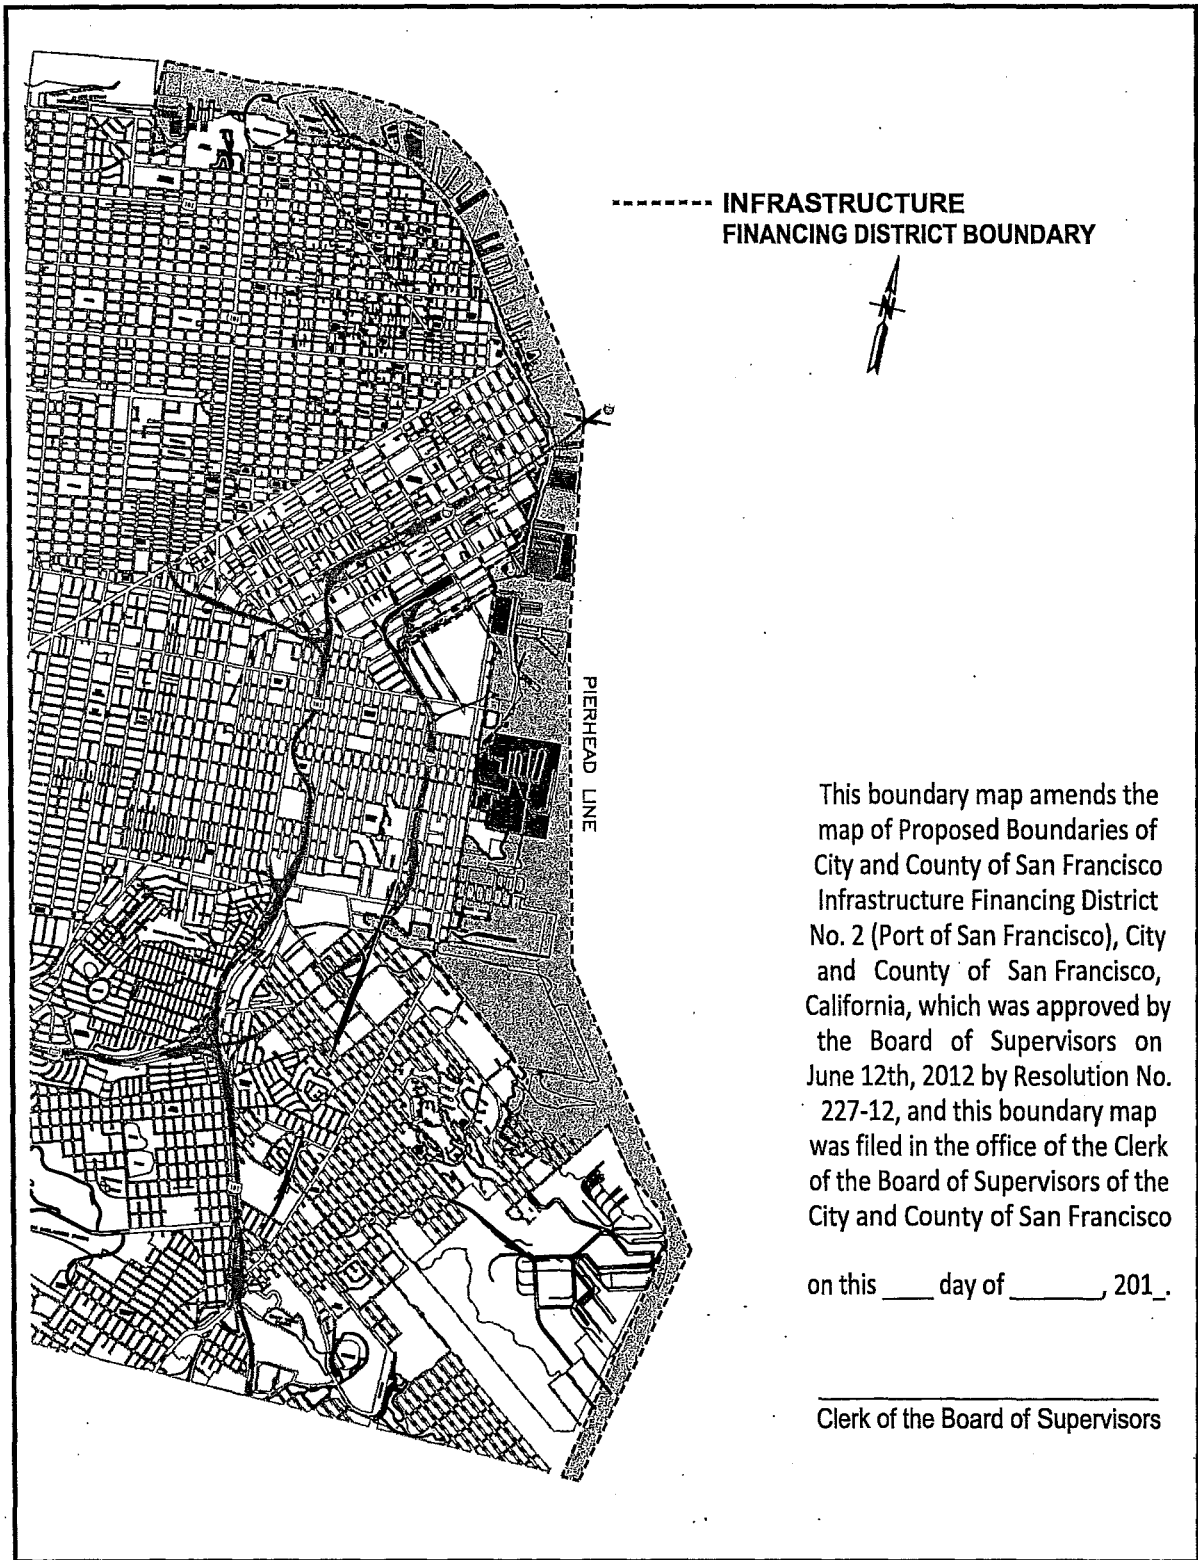 INFRASTRUCTURE
FINANCING DISTRICT BOUNDARY
N
PIERHEAD LINE
This boundary map amends the
map of Proposed Boundaries of
City and County of San Francisco
Infrastructure Financing District
No. 2 (Port of San Francisco), City
and County of San Francisco,
California, which was approved by
the Board of Supervisors on
June 12th, 2012 by Resolution No.
227-12, and this boundary map
was filed in the office of the Clerk
of the Board of Supervisors of the
City and County of San Francisco
on this ____ day of _______, 201_.
Clerk of the Board of Supervisors